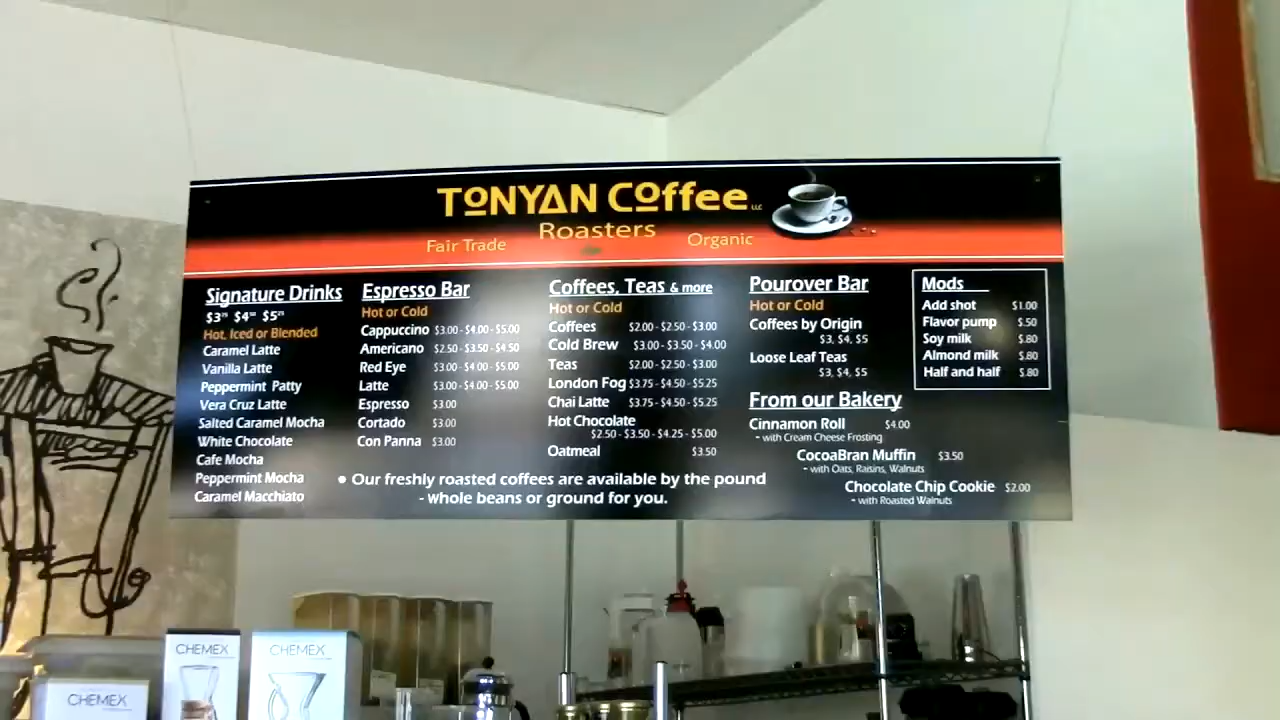 TONYAN COffee LLC
Roasters
Fair Trade
Organic
Signature Drinks
Hot, Iced or Blended
Caramel Latte
Vanilla Latte
Peppermint Patty
Vera Cruz Latte
Salted Caramel Mocha
White Chocolate
Cafe Mocha
Peppermint Mocha
Caramel Macchiato
Espresso Bar
Hot or Cold
Cappuccino $3.00 - $4.00 - $5.00
Americano $2.50 - $3.50 - $4.50
Red Eye $3.00 - $4.00 - $5.00
Latte $3.00 - $4.00 - $5.00
Espresso $3.00
Cortado $3.00
Con Panna $3.00
Coffees, Teas & more
Hot or Cold
Coffees $2.00 - $2.50 - $3.00
Cold Brew $3.00 - $3.50 - $4.00
Teas $2.00 - $2.50 - $3.00
London Fog $3.75 - $4.50 - $5.25
Chai Latte $3.75 - $4.50 - $5.25
Hot Chocolate
$2.50 - $3.50 - $4.25 - $5.00
Oatmeal $3.50
• Our freshly roasted coffees are available by the pound
- whole beans or ground for you.
Pourover Bar
Hot or Cold
Coffees by Origin
$3, $4, $5
Loose Leaf Teas
$3, $4, $5
From our Bakery
Cinnamon Roll $4.00
- with Cream Cheese Frosting
CocoaBran Muffin $3.50
- with Oats, Raisins, Walnuts
Chocolate Chip Cookie $2.00
- with Roasted Walnuts
Mods
Add shot $1.00
Flavor pump $.50
Soy milk $.80
Almond milk $.80
Half and half $.80
CHEMEX
CHEMEX
CHEMEX